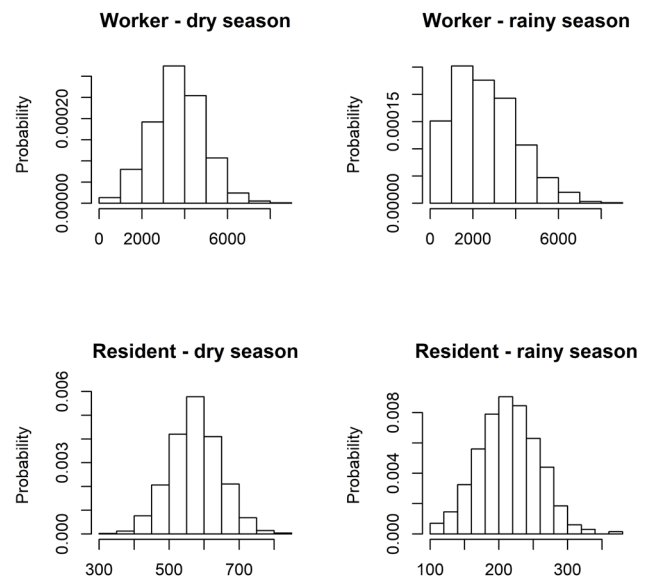 Worker - dry season
Probability
0.00020
0.00000
0 2000 6000
Worker - rainy season
Probability
0.00015
0.00000
0 2000 6000
Resident - dry season
Probability
0.006
0.003
0.000
300 500 700
Resident - rainy season
Probability
0.008
0.004
0.000
100 200 300